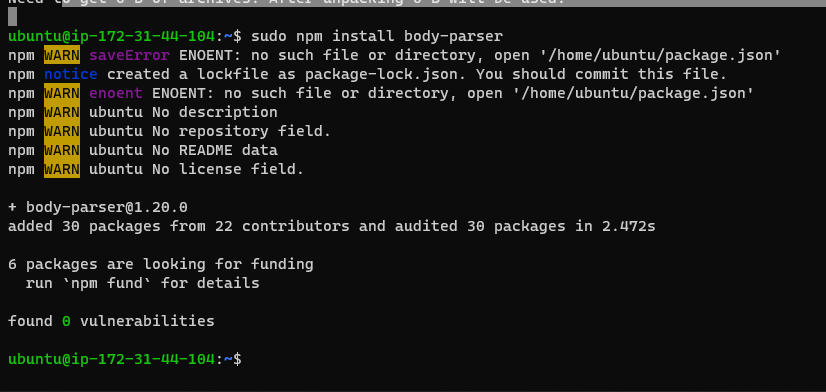 Need to get 0 B of archives. After unpacking 0 B will be used.
ubuntu@ip-172-31-44-104:~$ sudo npm install body-parser
npm WARN saveError ENOENT: no such file or directory, open '/home/ubuntu/package.json'
npm notice created a lockfile as package-lock.json. You should commit this file.
npm WARN enoent ENOENT: no such file or directory, open '/home/ubuntu/package.json'
npm WARN ubuntu No description
npm WARN ubuntu No repository field.
npm WARN ubuntu No README data
npm WARN ubuntu No license field.
+ body-parser@1.20.0
added 30 packages from 22 contributors and audited 30 packages in 2.472s
6 packages are looking for funding
run `npm fund` for details
found 0 vulnerabilities
ubuntu@ip-172-31-44-104:~$